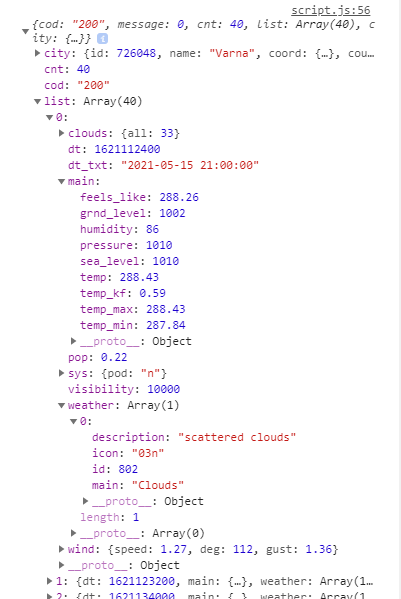 script.js:56
{cod: "200", message: 0, cnt: 40, list: Array(40), c
ity: {…}} i
city: {id: 726048, name: "Varna", coord: {…}, cou…
cnt: 40
cod: "200"
list: Array(40)
0:
clouds: {all: 33}
dt: 1621112400
dt_txt: "2021-05-15 21:00:00"
main:
feels_like: 288.26
grnd_level: 1002
humidity: 86
pressure: 1010
sea_level: 1010
temp: 288.43
temp_kf: 0.59
temp_max: 288.43
temp_min: 287.84
__proto__: Object
pop: 0.22
sys: {pod: "n"}
visibility: 10000
weather: Array(1)
0:
description: "scattered clouds"
icon: "03n"
id: 802
main: "Clouds"
__proto__: Object
length: 1
__proto__: Array(0)
wind: {speed: 1.27, deg: 112, gust: 1.36}
__proto__: Object
1: {dt: 1621123200, main: {…}, weather: Array(1…
2: {dt: 1621134000, main: {…}, weather: Array(1…